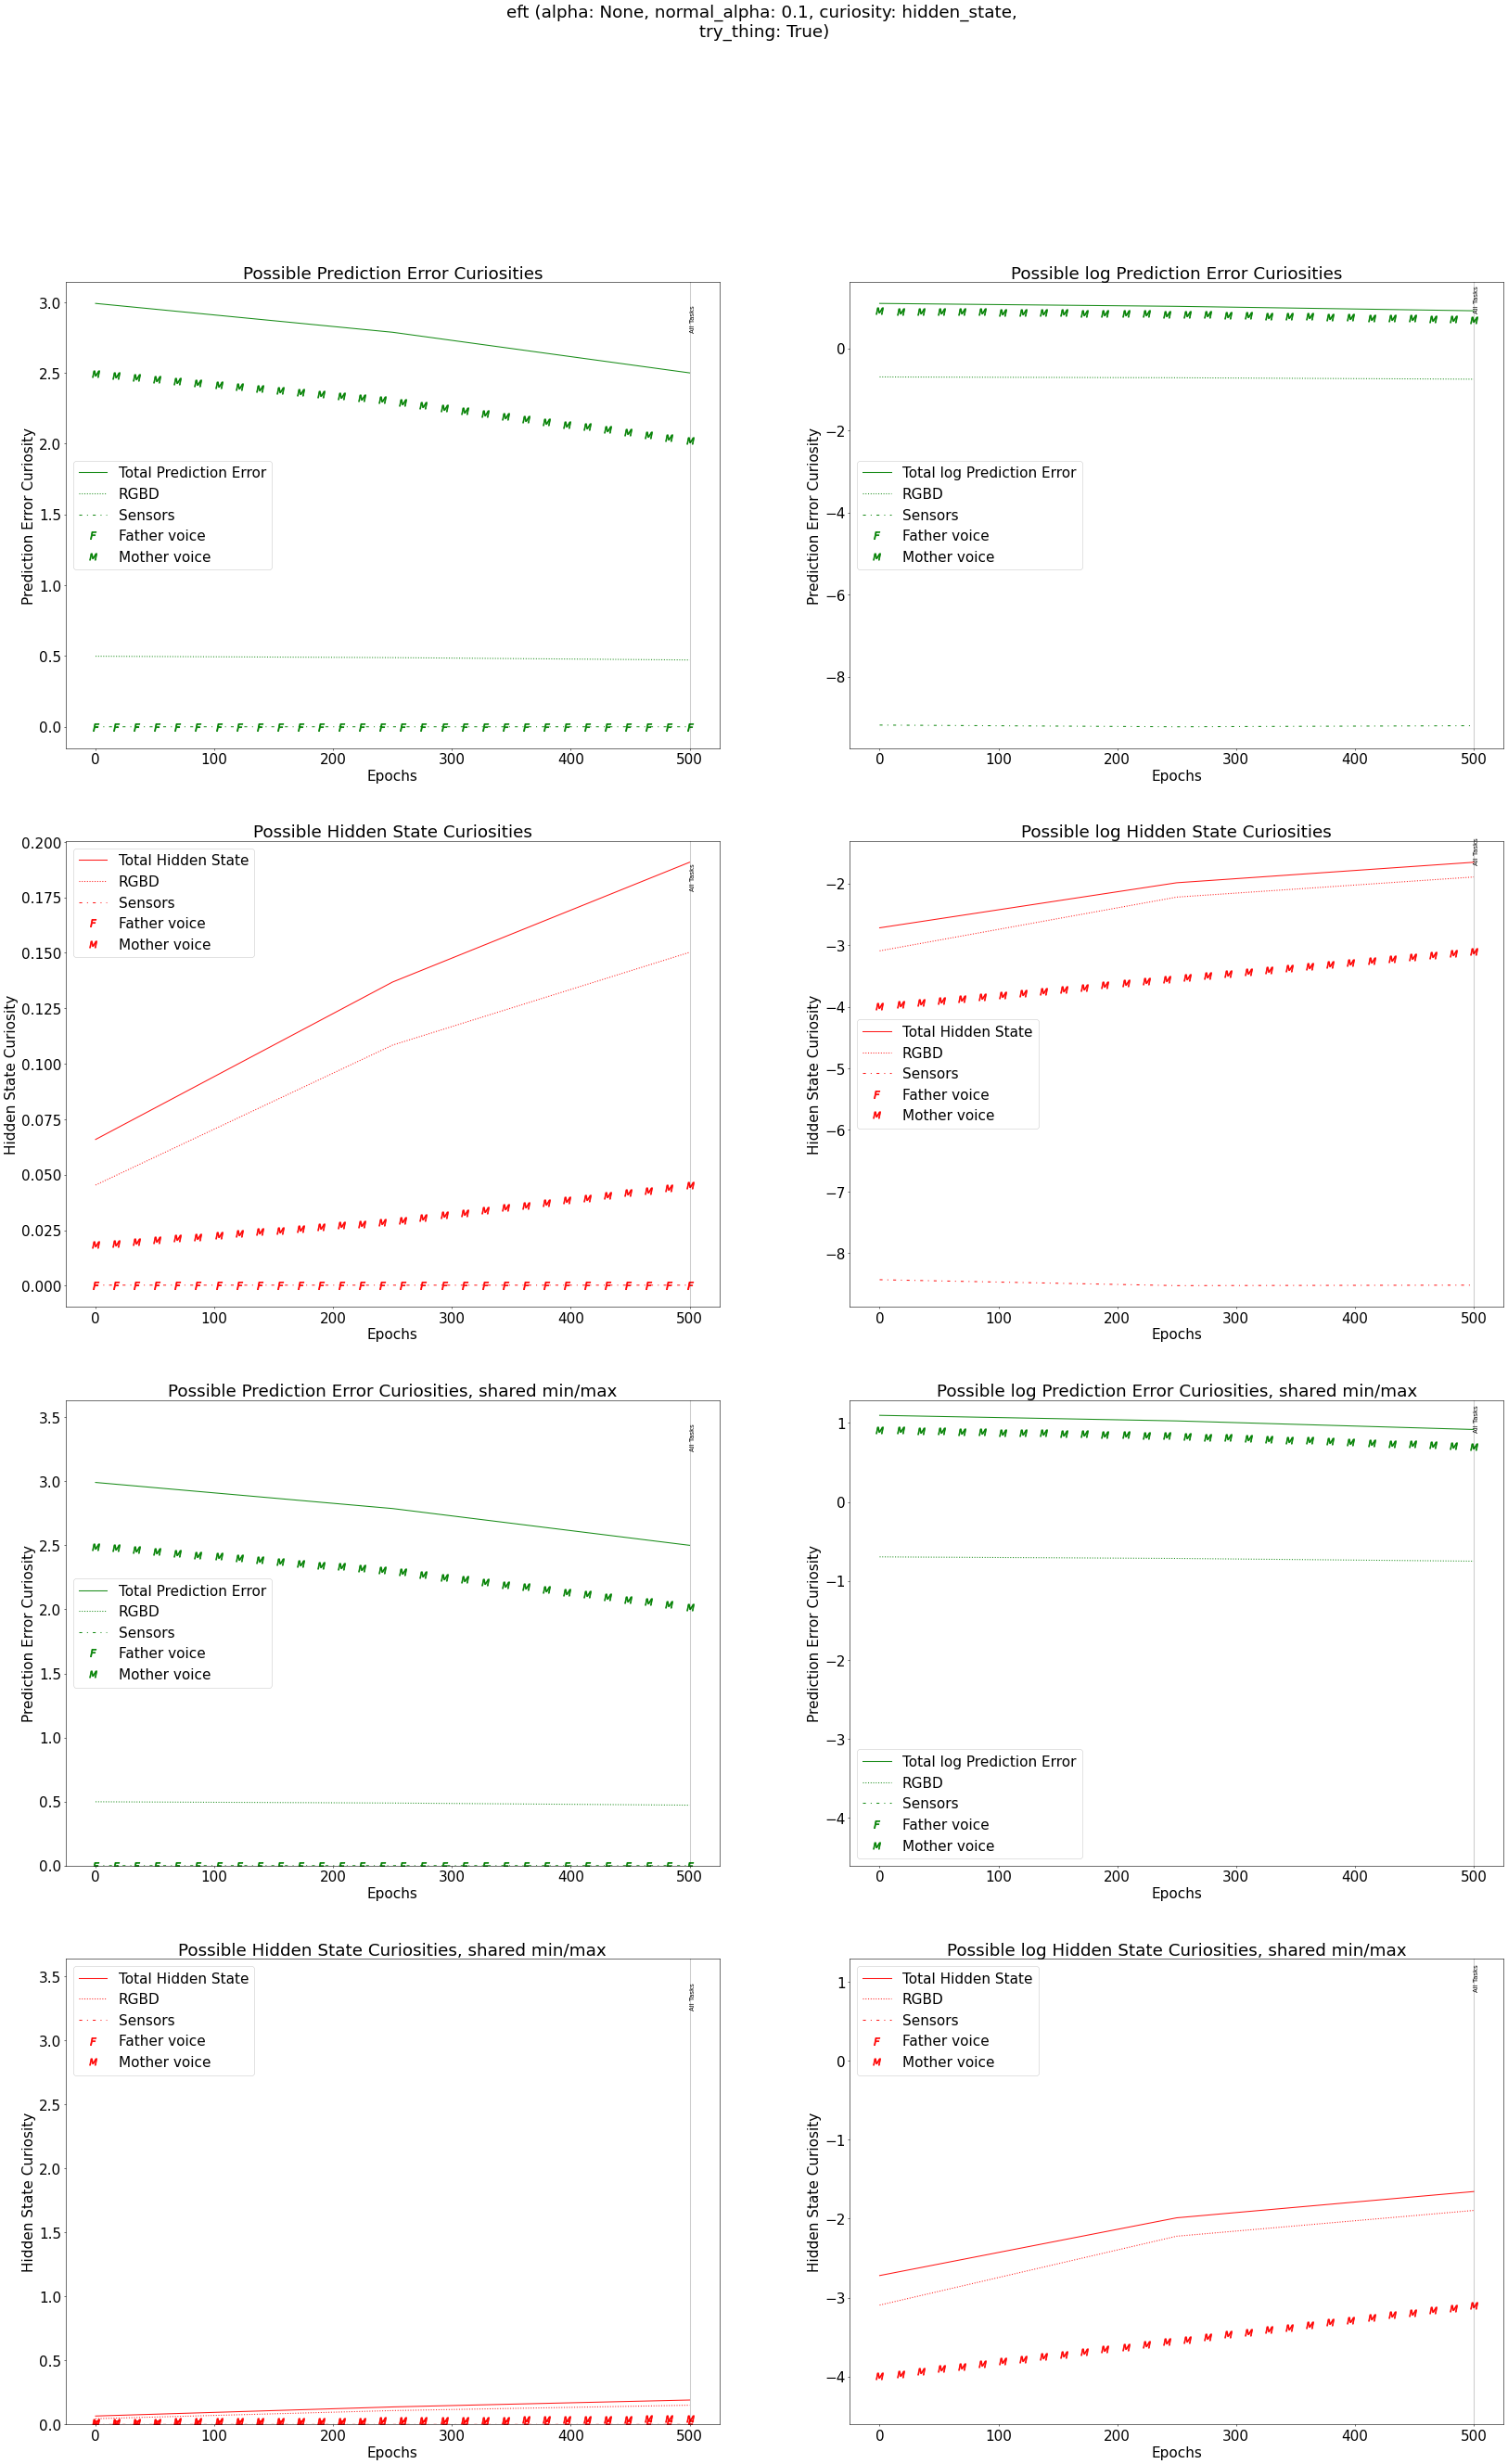 eft (alpha: None, normal_alpha: 0.1, curiosity: hidden_state,
try_thing: True)
Possible Prediction Error Curiosities
Prediction Error Curiosity
3.0
2.5
2.0
1.5
1.0
0.5
0.0
All Tasks
Total Prediction Error
RGBD
Sensors
F Father voice
M Mother voice
0 100 200 300 400 500
Epochs
Possible log Prediction Error Curiosities
Prediction Error Curiosity
0
−2
−4
−6
−8
All Tasks
Total log Prediction Error
RGBD
Sensors
F Father voice
M Mother voice
0 100 200 300 400 500
Epochs
Possible Hidden State Curiosities
Hidden State Curiosity
0.200
0.175
0.150
0.125
0.100
0.075
0.050
0.025
0.000
All Tasks
Total Hidden State
RGBD
Sensors
F Father voice
M Mother voice
0 100 200 300 400 500
Epochs
Possible log Hidden State Curiosities
Hidden State Curiosity
−2
−3
−4
−5
−6
−7
−8
All Tasks
Total Hidden State
RGBD
Sensors
F Father voice
M Mother voice
0 100 200 300 400 500
Epochs
Possible Prediction Error Curiosities, shared min/max
Prediction Error Curiosity
3.5
3.0
2.5
2.0
1.5
1.0
0.5
0.0
All Tasks
Total Prediction Error
RGBD
Sensors
F Father voice
M Mother voice
0 100 200 300 400 500
Epochs
Possible log Prediction Error Curiosities, shared min/max
Prediction Error Curiosity
1
0
−1
−2
−3
−4
All Tasks
Total log Prediction Error
RGBD
Sensors
F Father voice
M Mother voice
0 100 200 300 400 500
Epochs
Possible Hidden State Curiosities, shared min/max
Hidden State Curiosity
3.5
3.0
2.5
2.0
1.5
1.0
0.5
0.0
All Tasks
Total Hidden State
RGBD
Sensors
F Father voice
M Mother voice
0 100 200 300 400 500
Epochs
Possible log Hidden State Curiosities, shared min/max
Hidden State Curiosity
1
0
−1
−2
−3
−4
All Tasks
Total Hidden State
RGBD
Sensors
F Father voice
M Mother voice
0 100 200 300 400 500
Epochs